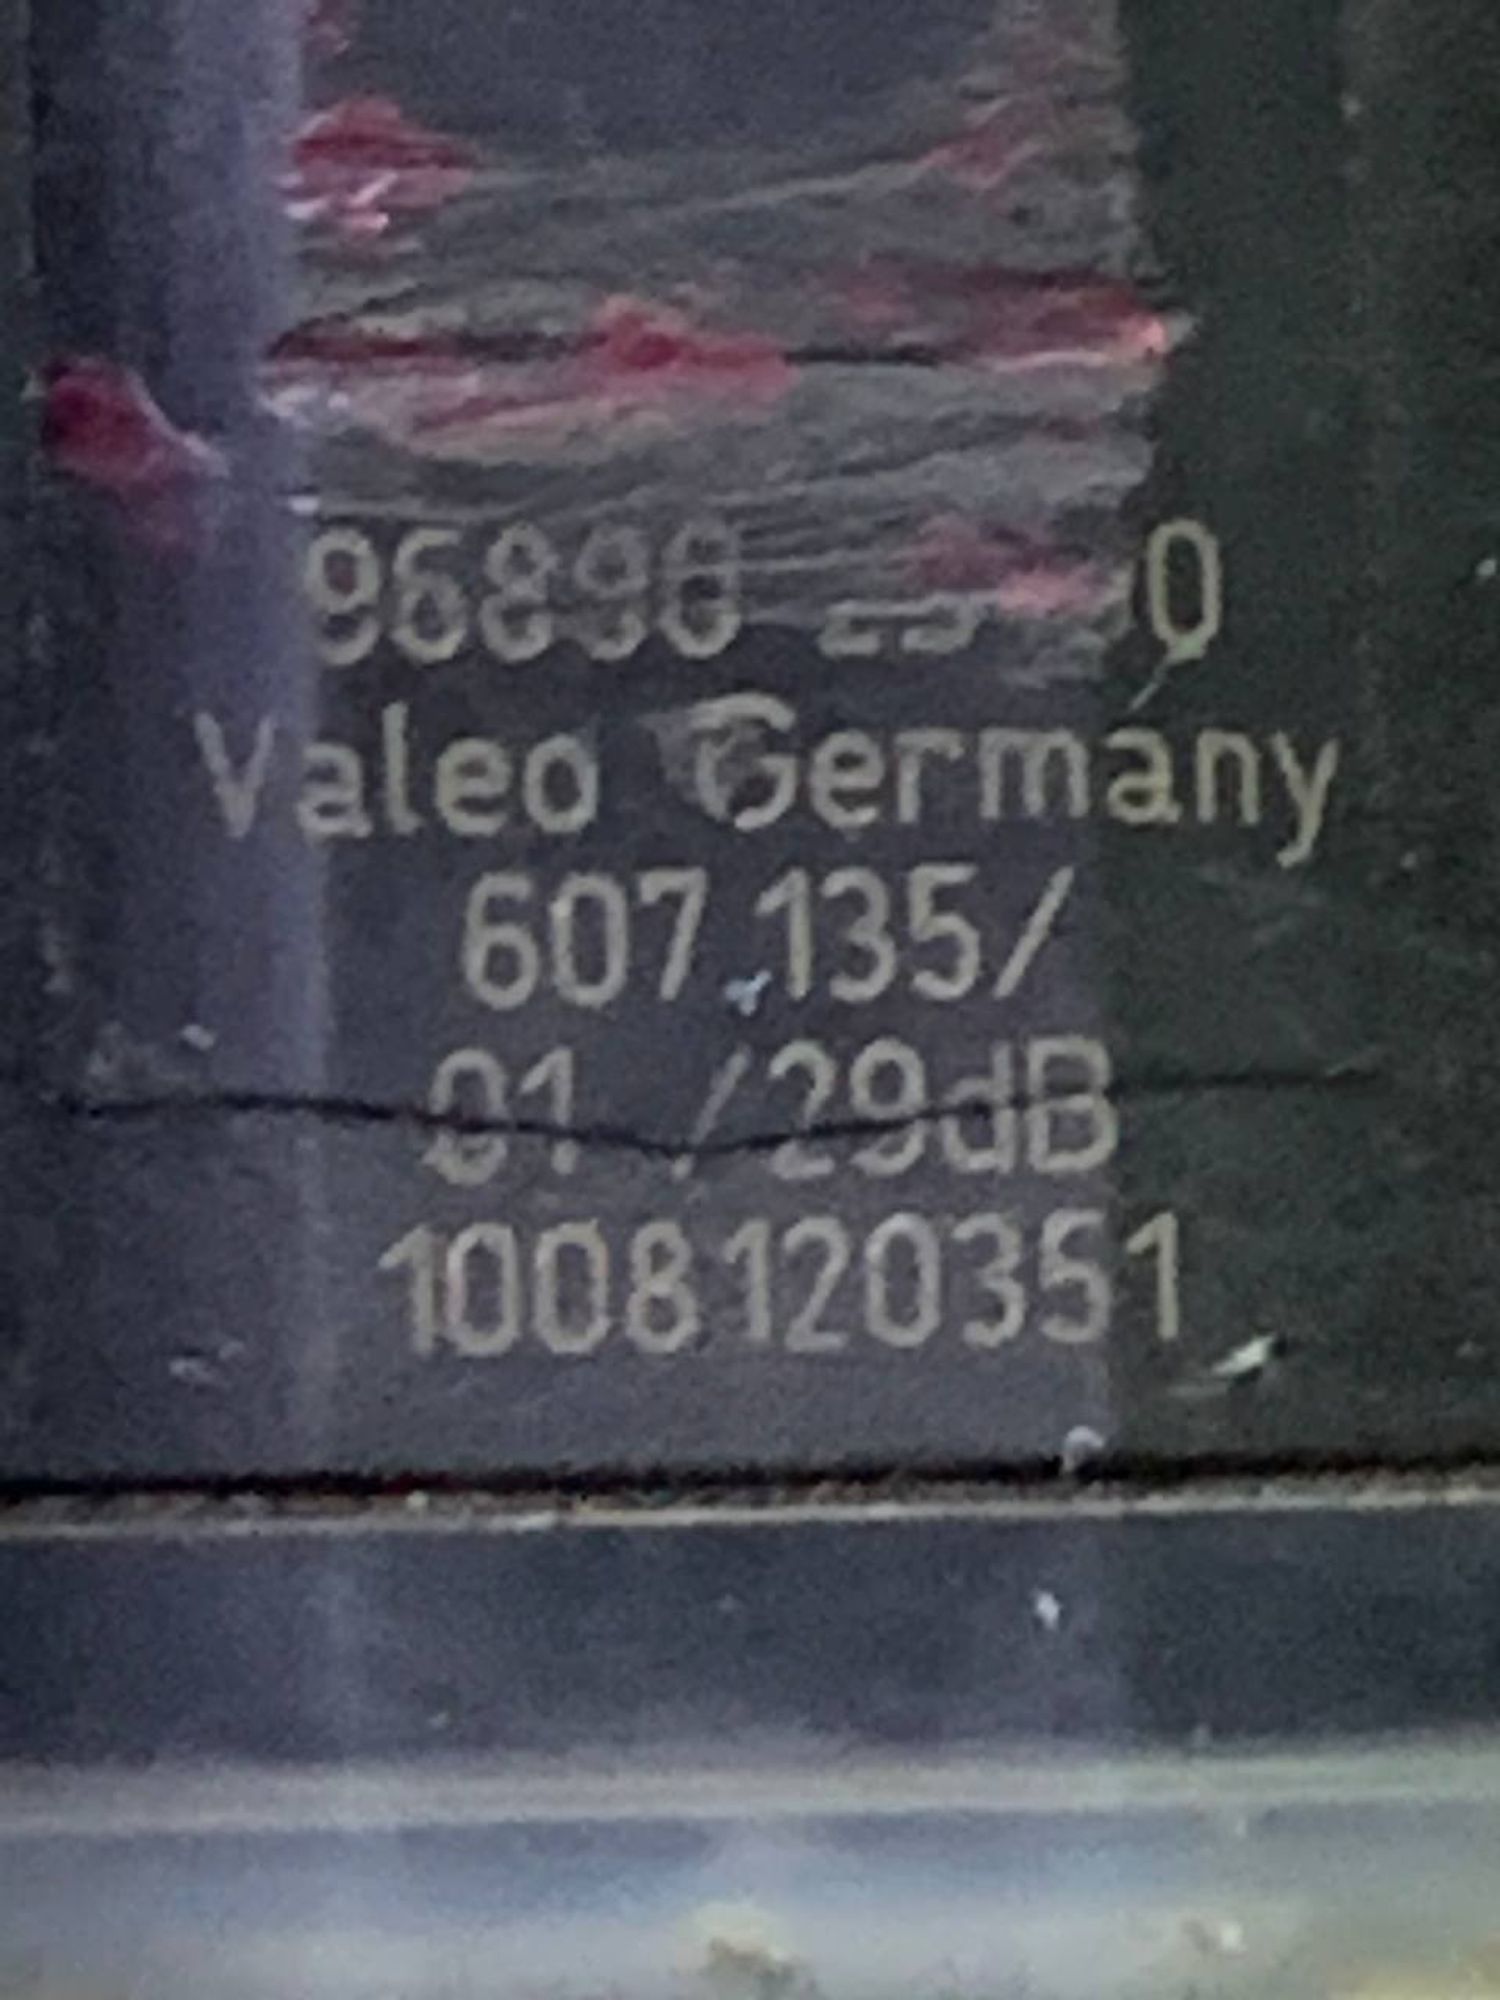 Valeo Germany
607.135/
01 /29dB
1008120351